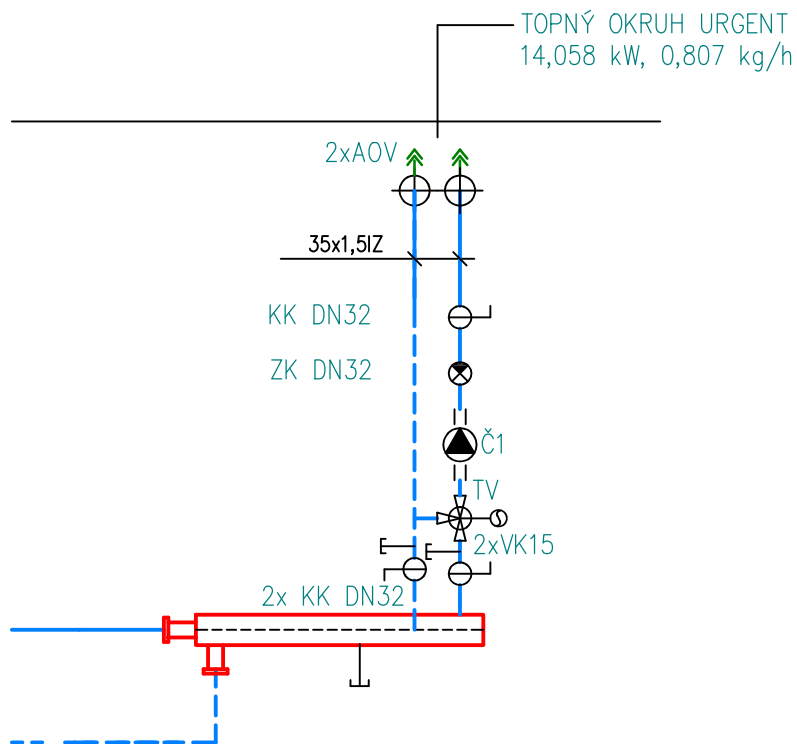 TOPNÝ OKRUH URGENT
14,058 kW, 0,807 kg/h
2xAOV
35x1,5IZ
KK DN32
ZK DN32
Č1
TV
2xVK15
2x KK DN32